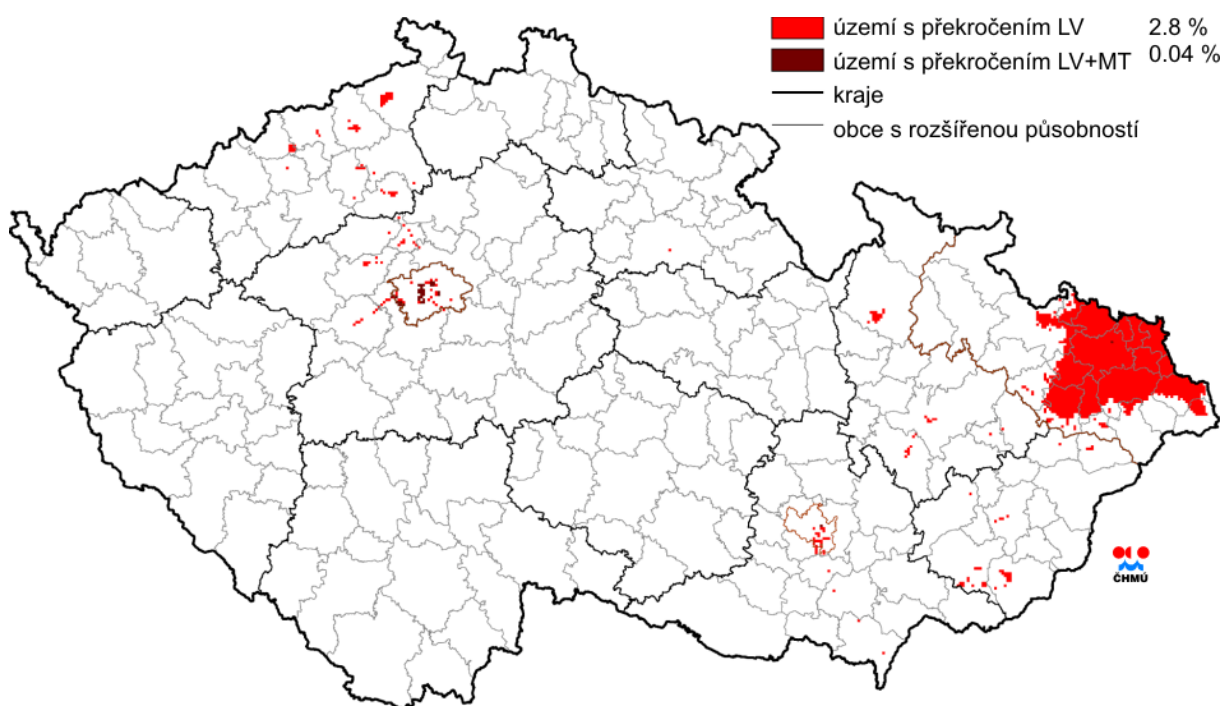 území s překročením LV 2.8 %
území s překročením LV+MT 0.04 %
kraje
obce s rozšířenou působností
ČHMÚ